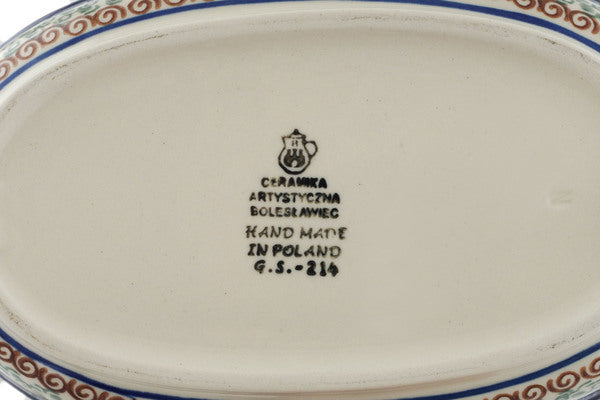 CERAMIKA
ARTYSTYCZNA
BOLESŁAWIEC
HAND MADE
IN POLAND
G.S.-214